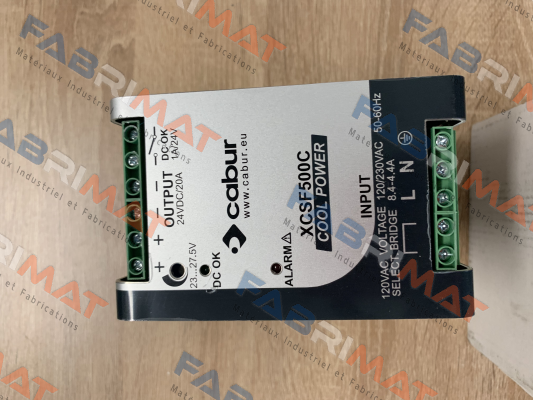 DC-OK
1A/24V
OUTPUT
24VDC/20A
+ + − −
23...27.5V
DC OK
cabur
www.cabur.eu
ALARM
XCSF500C
COOL POWER
INPUT
120VAC VOLTAGE 120/230VAC 50-60Hz
SELECT BRIDGE 8,4-4.4A
L N
FABRIMAT
Materiaux Industriel et Fabrications